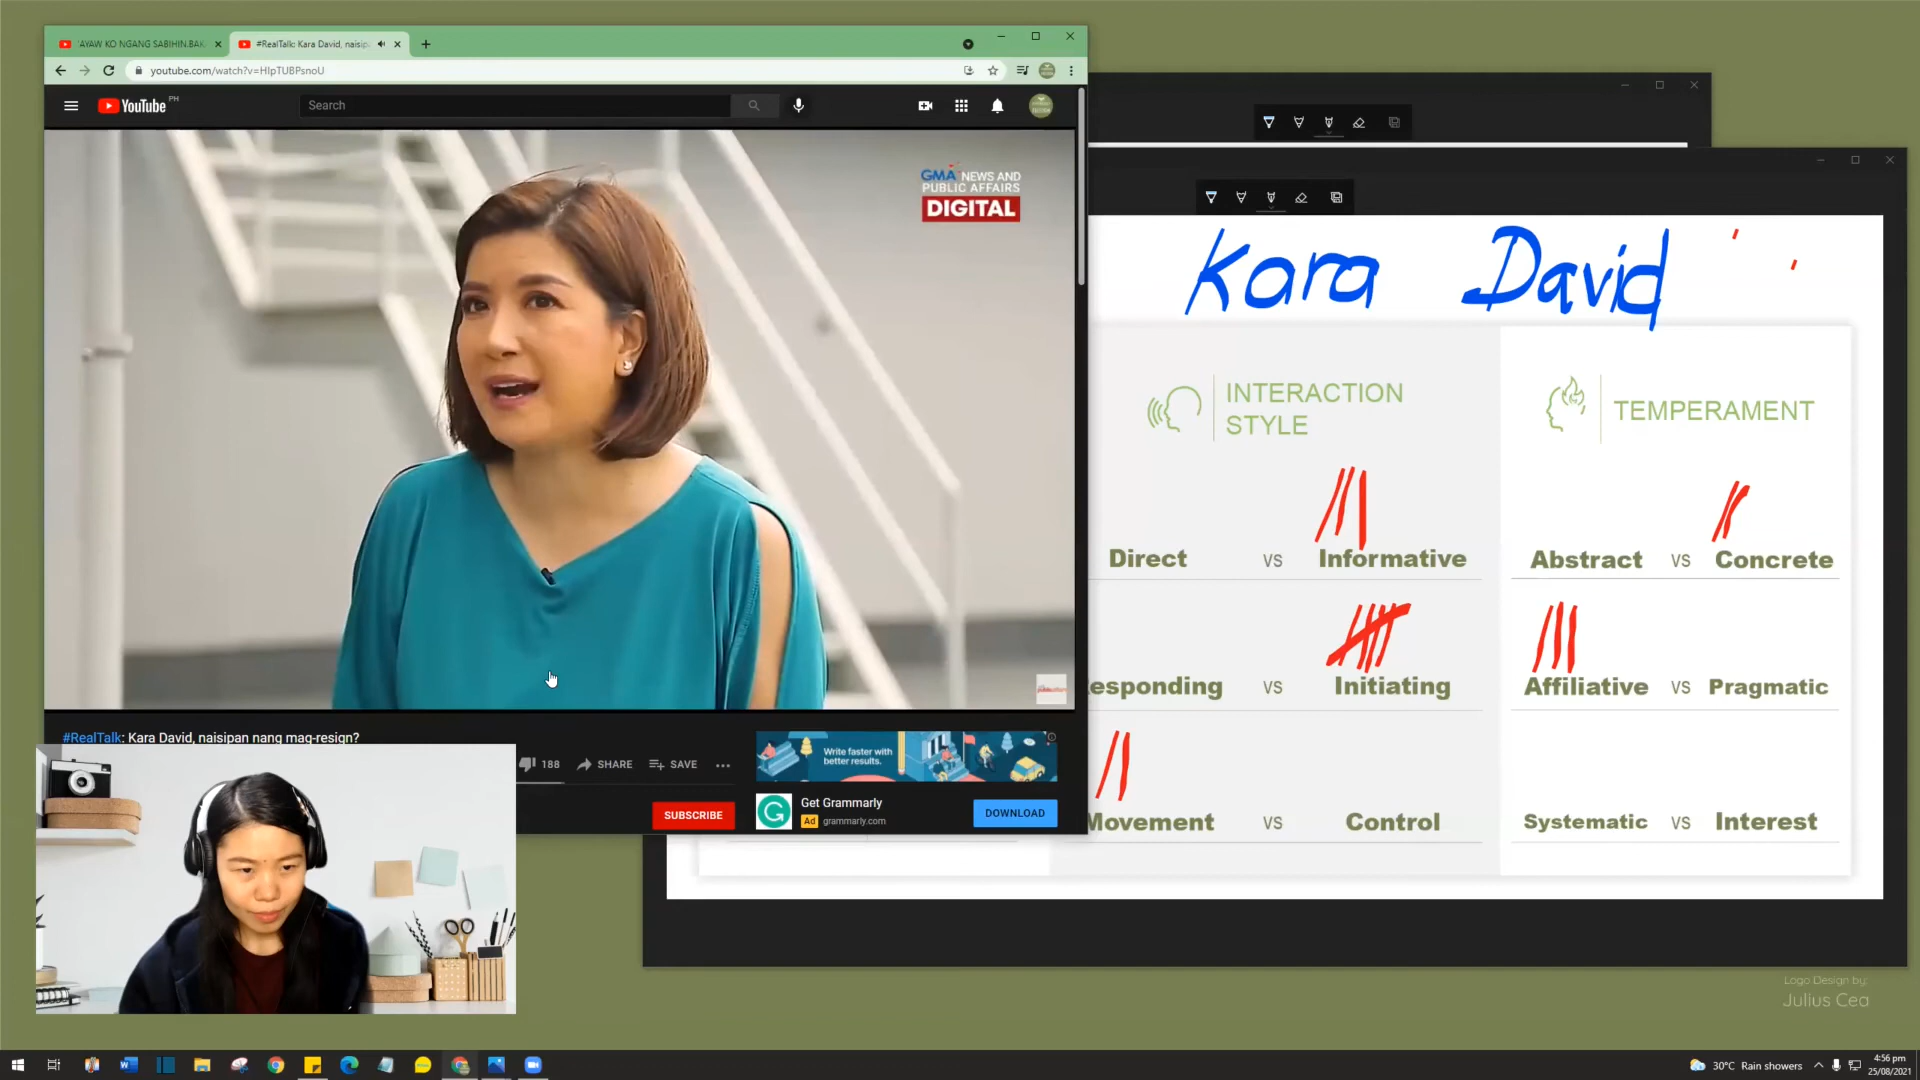 'AYAW KO NGANG SABIHIN.BAK
#RealTalk: Kara David, naisip
youtube.com/watch?v=HIpTUBPsnoU
YouTube PH
Search
GMA NEWS AND
PUBLIC AFFAIRS
DIGITAL
Kara David
INTERACTION
STYLE
TEMPERAMENT
Direct vs Informative
Abstract vs Concrete
esponding vs Initiating
Affiliative vs Pragmatic
Movement vs Control
Systematic vs Interest
#RealTalk: Kara David, naisipan nang mag-resign?
188 SHARE SAVE
SUBSCRIBE
Write faster with
better results.
Get Grammarly
Ad grammarly.com
DOWNLOAD
Logo Design by:
Julius Cea
30°C Rain showers
4:56 pm
25/08/2021